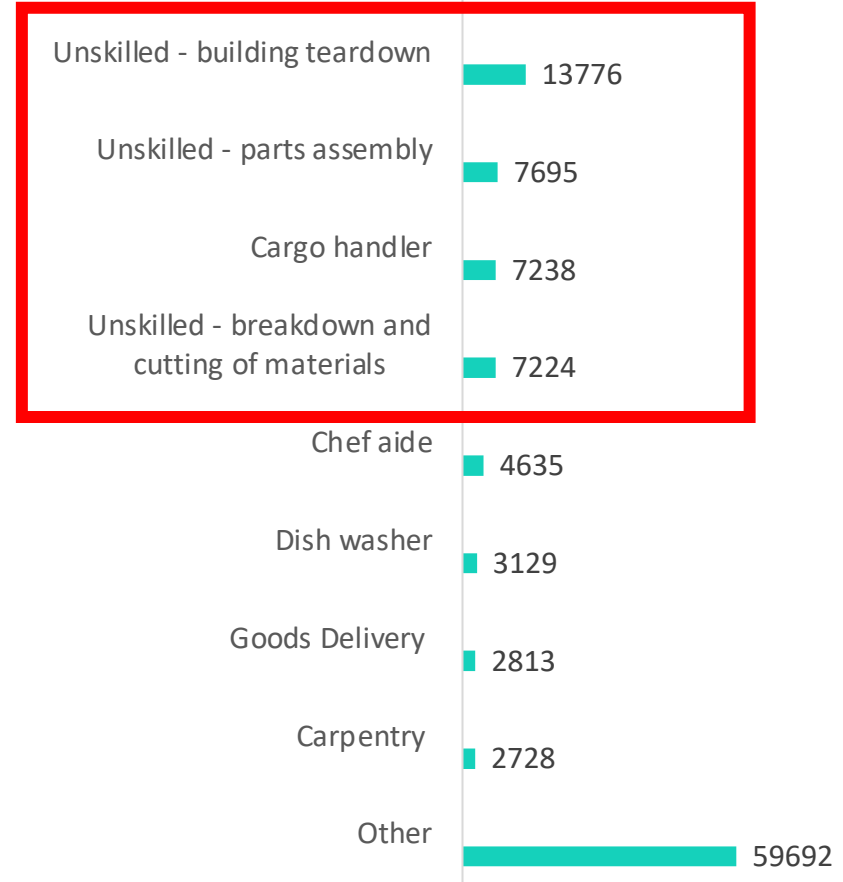 Unskilled - building teardown
13776
Unskilled - parts assembly
7695
Cargo handler
7238
Unskilled - breakdown and
cutting of materials
7224
Chef aide
4635
Dish washer
3129
Goods Delivery
2813
Carpentry
2728
Other
59692